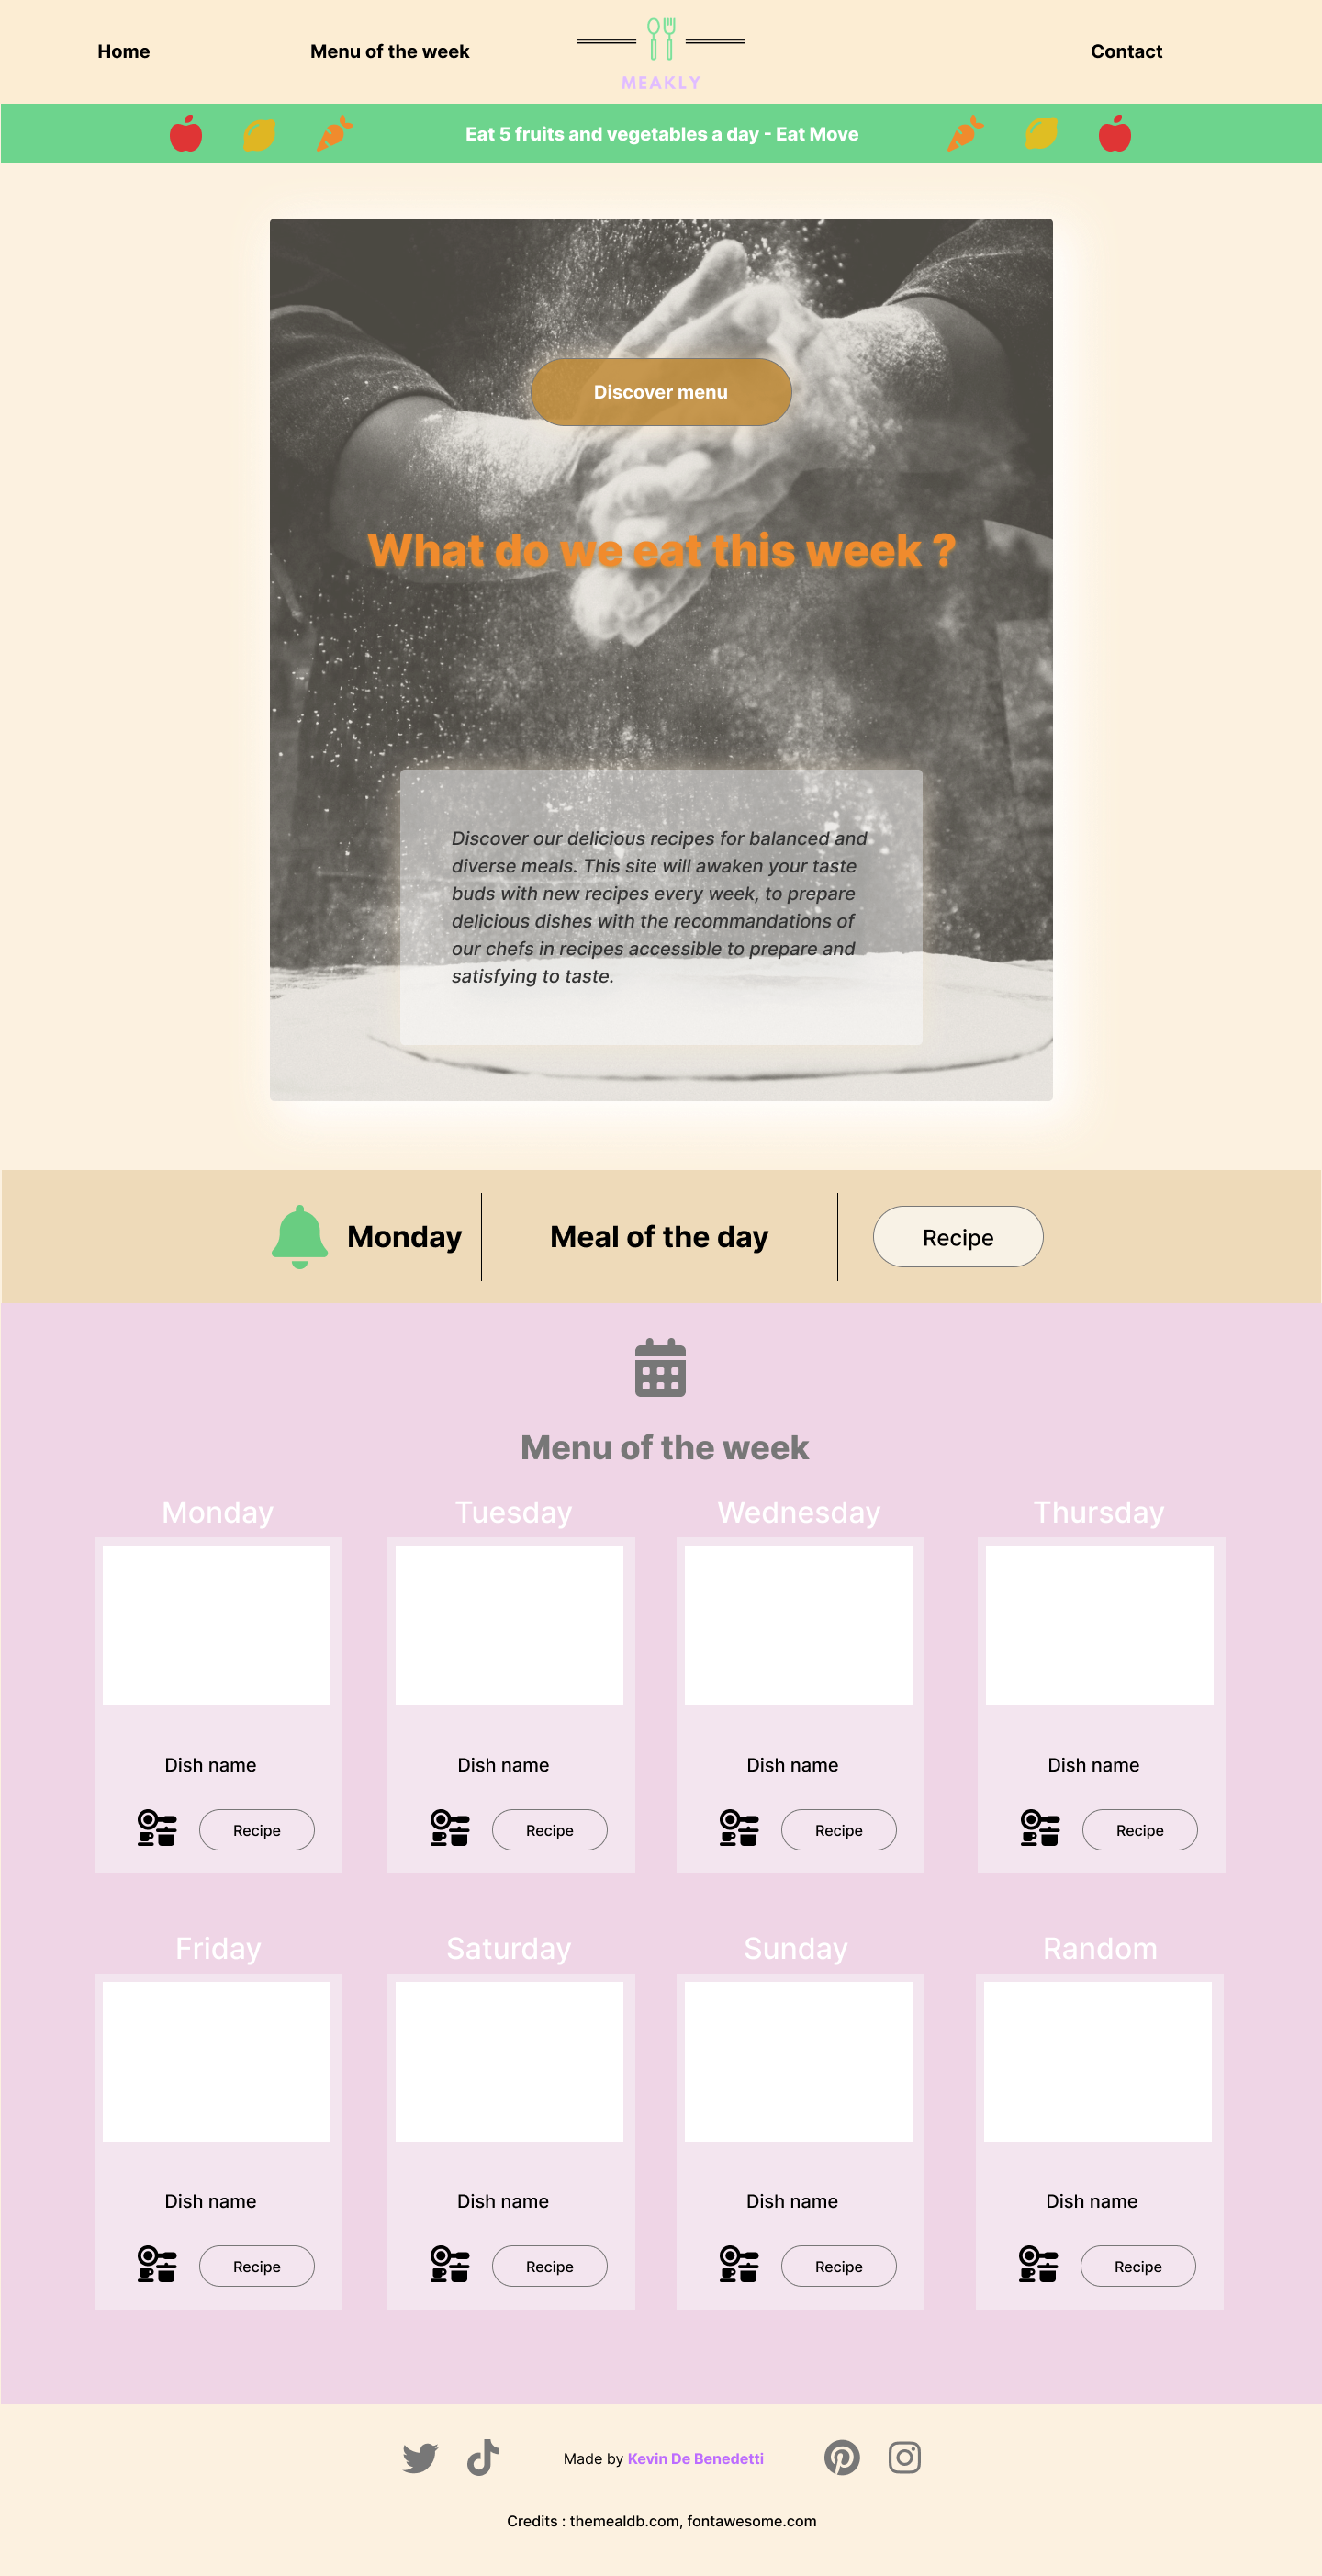 Home
Menu of the week
MEAKLY
Contact
Eat 5 fruits and vegetables a day - Eat Move
Discover menu
What do we eat this week ?
Discover our delicious recipes for balanced and
diverse meals. This site will awaken your taste
buds with new recipes every week, to prepare
delicious dishes with the recommandations of
our chefs in recipes accessible to prepare and
satisfying to taste.
Monday
Meal of the day
Recipe
Menu of the week
Monday
Tuesday
Wednesday
Thursday
Dish name
Dish name
Dish name
Dish name
Recipe
Recipe
Recipe
Recipe
Friday
Saturday
Sunday
Random
Dish name
Dish name
Dish name
Dish name
Recipe
Recipe
Recipe
Recipe
Made by Kevin De Benedetti
Credits : themealdb.com, fontawesome.com